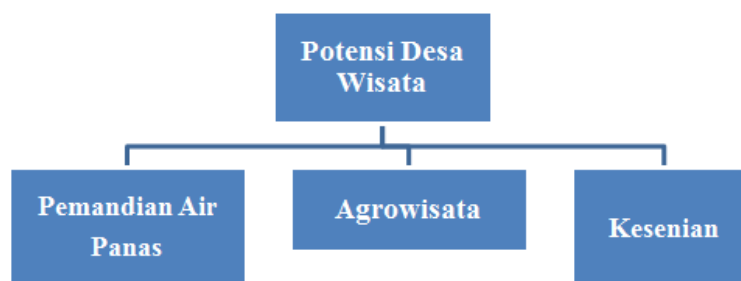 Potensi Desa
Wisata
Pemandian Air
Panas
Agrowisata
Kesenian